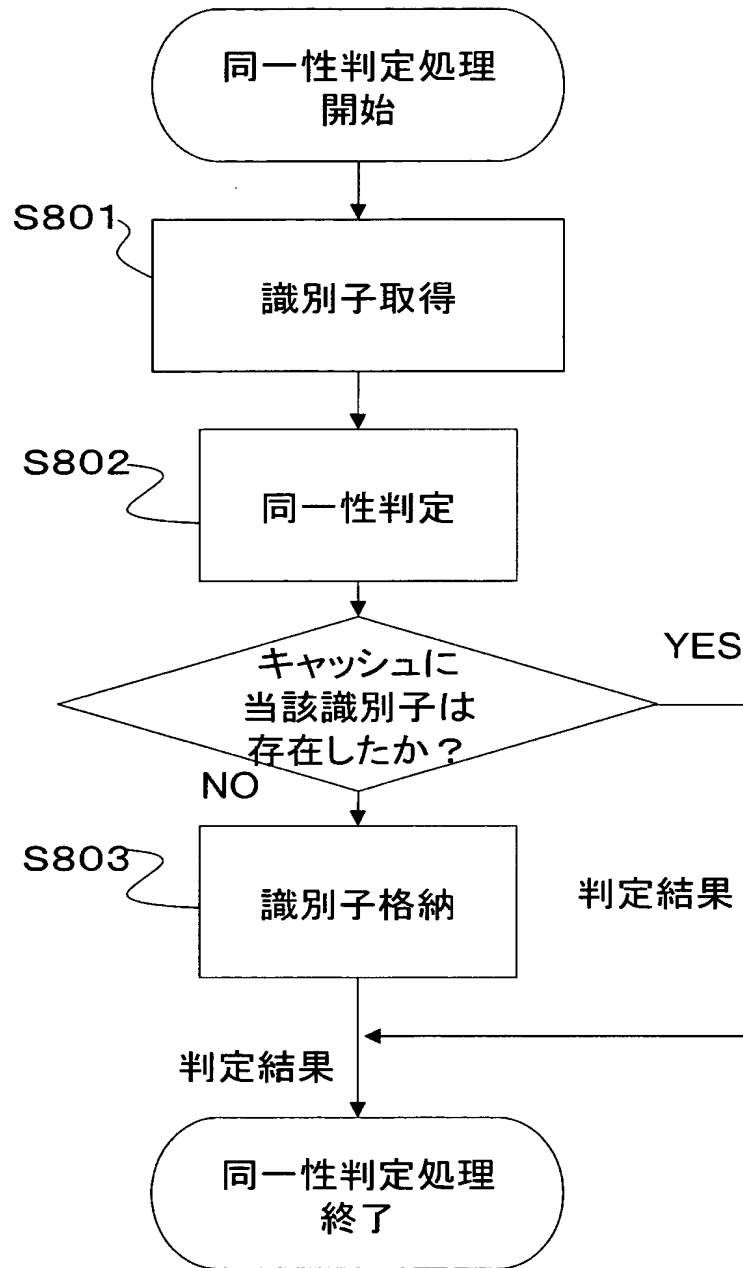 同一性判定処理
開始
S801
識別子取得
S802
同一性判定
キャッシュに
当該識別子は
存在したか？
YES
NO
S803
識別子格納
判定結果
判定結果
同一性判定処理
終了